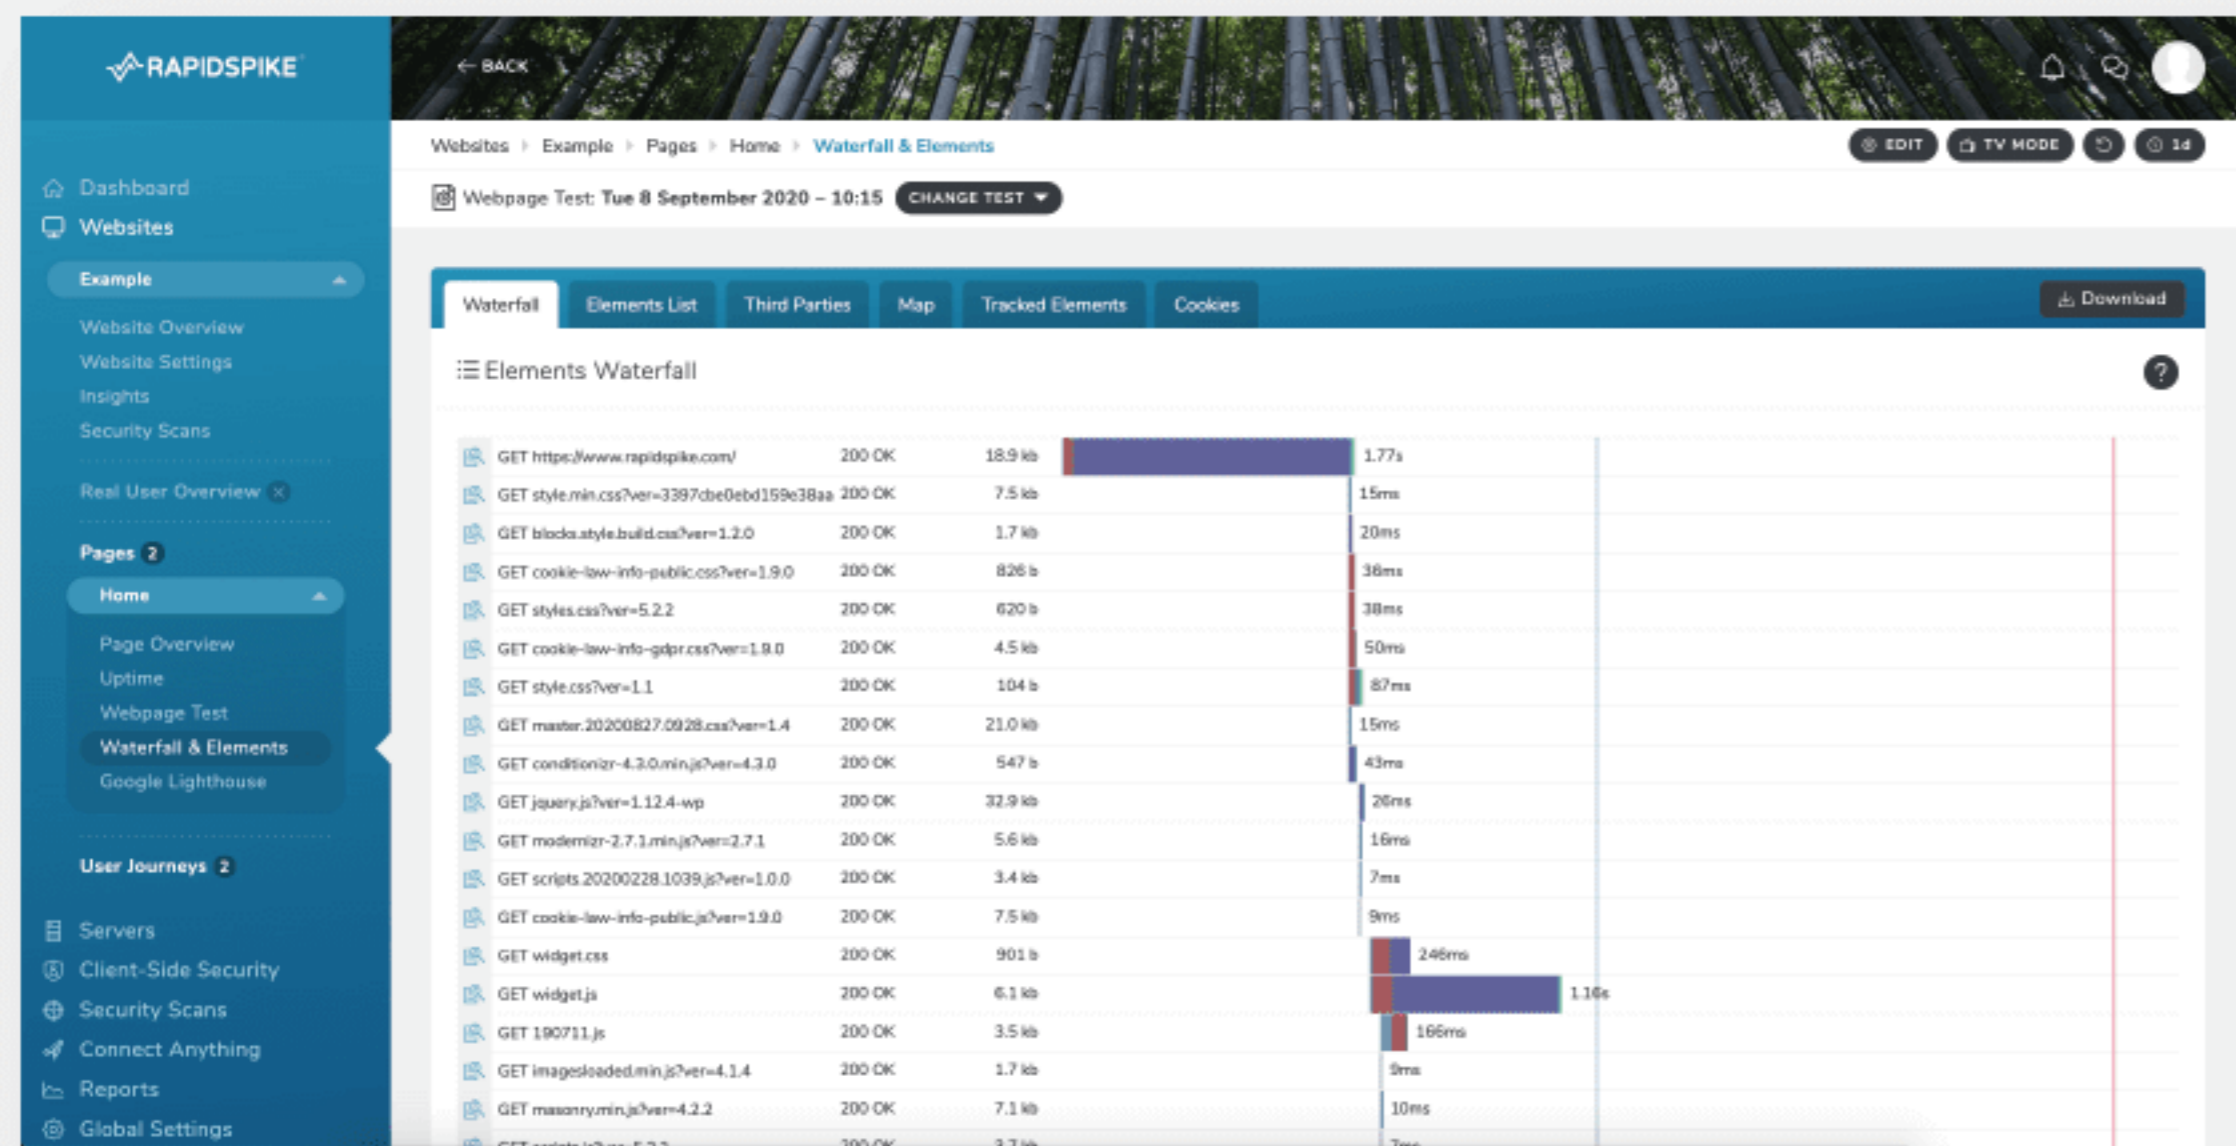 RAPIDSPIKE
← BACK
Dashboard
Websites
Example
Website Overview
Website Settings
Insights
Security Scans
Real User Overview
Pages 2
Home
Page Overview
Uptime
Webpage Test
Waterfall & Elements
Google Lighthouse
User Journeys 2
Servers
Client-Side Security
Security Scans
Connect Anything
Reports
Global Settings
Websites Example Pages Home Waterfall & Elements
EDIT TV MODE 1d
Webpage Test: Tue 8 September 2020 – 10:15 CHANGE TEST
Waterfall Elements List Third Parties Map Tracked Elements Cookies Download
Elements Waterfall ?
GET https://www.rapidspike.com/ 200 OK 18.9 kb 1.77s
GET style.min.css?ver=3397cbe0ebd159e38aa 200 OK 7.5 kb 15ms
GET blocks.style.build.css?ver=1.2.0 200 OK 1.7 kb 20ms
GET cookie-law-info-public.css?ver=1.9.0 200 OK 826 b 36ms
GET styles.css?ver=5.2.2 200 OK 620 b 38ms
GET cookie-law-info-gdpr.css?ver=1.9.0 200 OK 4.5 kb 50ms
GET style.css?ver=1.1 200 OK 104 b 87ms
GET master.20200827.0928.css?ver=1.4 200 OK 21.0 kb 15ms
GET conditionizr-4.3.0.min.js?ver=4.3.0 200 OK 547 b 43ms
GET jquery.js?ver=1.12.4-wp 200 OK 32.9 kb 26ms
GET modernizr-2.7.1.min.js?ver=2.7.1 200 OK 5.6 kb 16ms
GET scripts.20200228.1039.js?ver=1.0.0 200 OK 3.4 kb 7ms
GET cookie-law-info-public.js?ver=1.9.0 200 OK 7.5 kb 9ms
GET widget.css 200 OK 901 b 246ms
GET widget.js 200 OK 6.1 kb 1.16s
GET 190711.js 200 OK 3.5 kb 166ms
GET imagesloaded.min.js?ver=4.1.4 200 OK 1.7 kb 9ms
GET masonry.min.js?ver=4.2.2 200 OK 7.1 kb 10ms